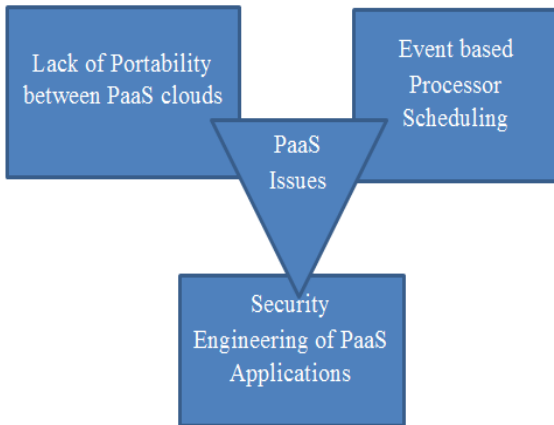 Lack of Portability
between PaaS clouds
Event based
Processor
Scheduling
PaaS
Issues
Security
Engineering of PaaS
Applications